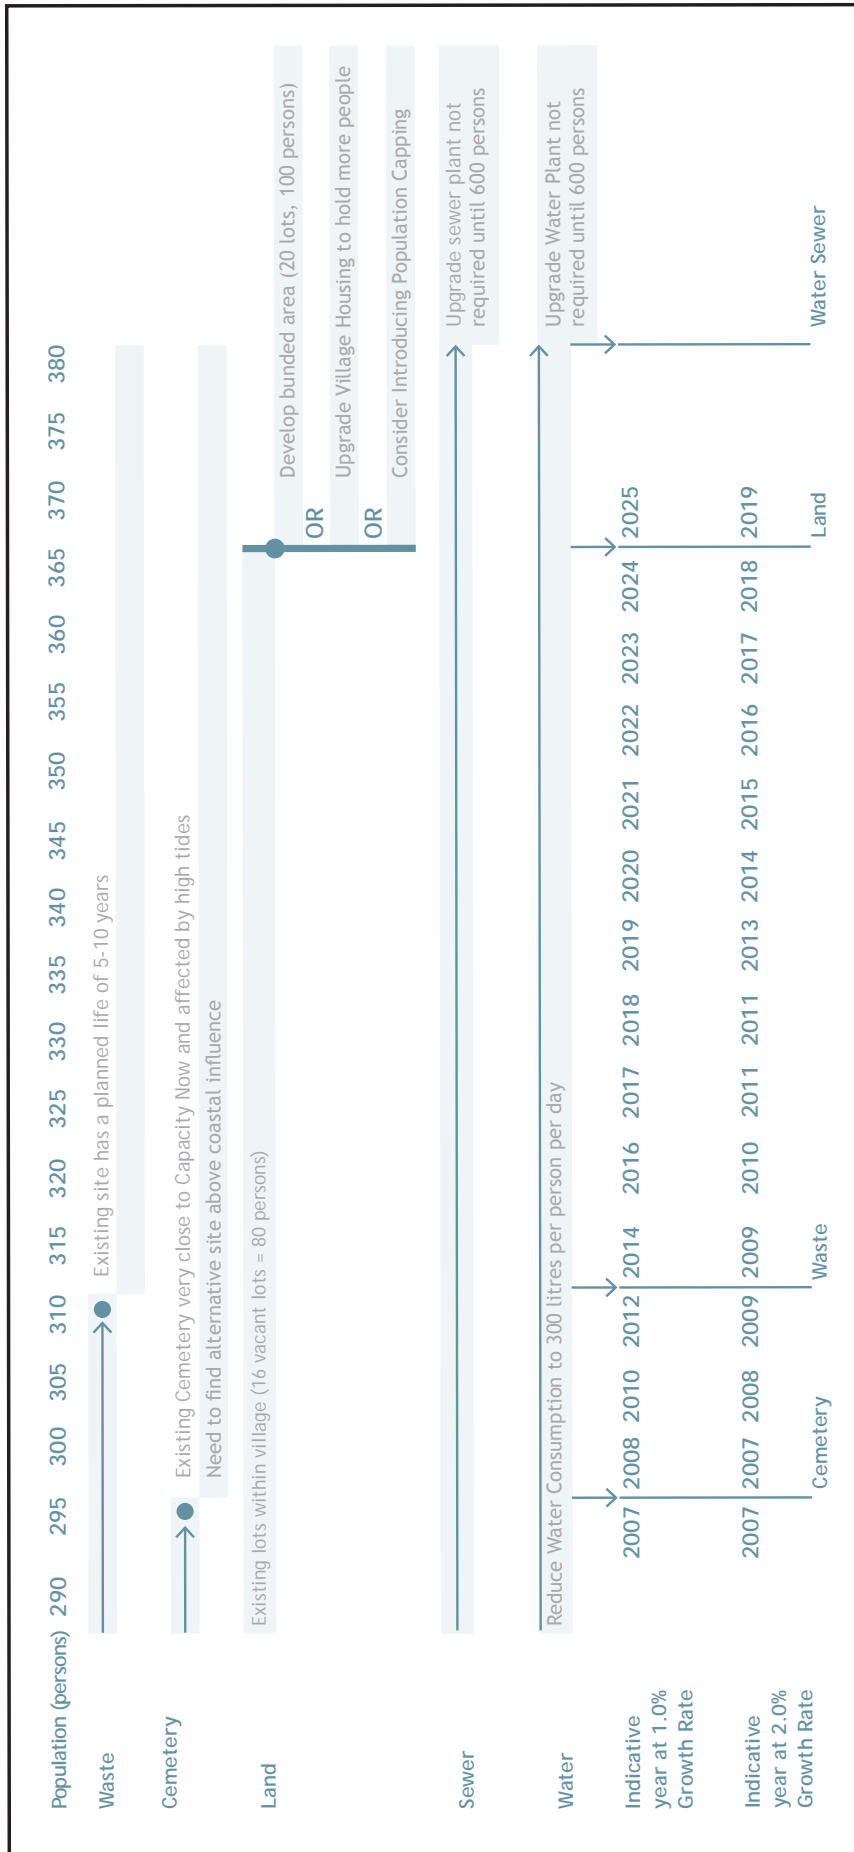 Population (persons) 290 295 300 305 310 315 320 325 330 335 340 345 350 355 360 365 370 375 380
Waste
Existing site has a planned life of 5-10 years
Cemetery
Existing Cemetery very close to Capacity Now and affected by high tides
Need to find alternative site above coastal influence
Land
Existing lots within village (16 vacant lots = 80 persons)
Develop bunded area (20 lots, 100 persons)
OR
Upgrade Village Housing to hold more people
OR
Consider Introducing Population Capping
Sewer
Upgrade sewer plant not
required until 600 persons
Water
Reduce Water Consumption to 300 litres per person per day
Upgrade Water Plant not
required until 600 persons
Indicative
year at 1.0%
Growth Rate
2007 2008 2010 2012 2014 2016 2017 2018 2019 2020 2021 2022 2023 2024 2025
Indicative
year at 2.0%
Growth Rate
2007 2007 2008 2009 2009 2010 2011 2011 2013 2014 2015 2016 2017 2018 2019
Cemetery
Waste
Land
Water Sewer